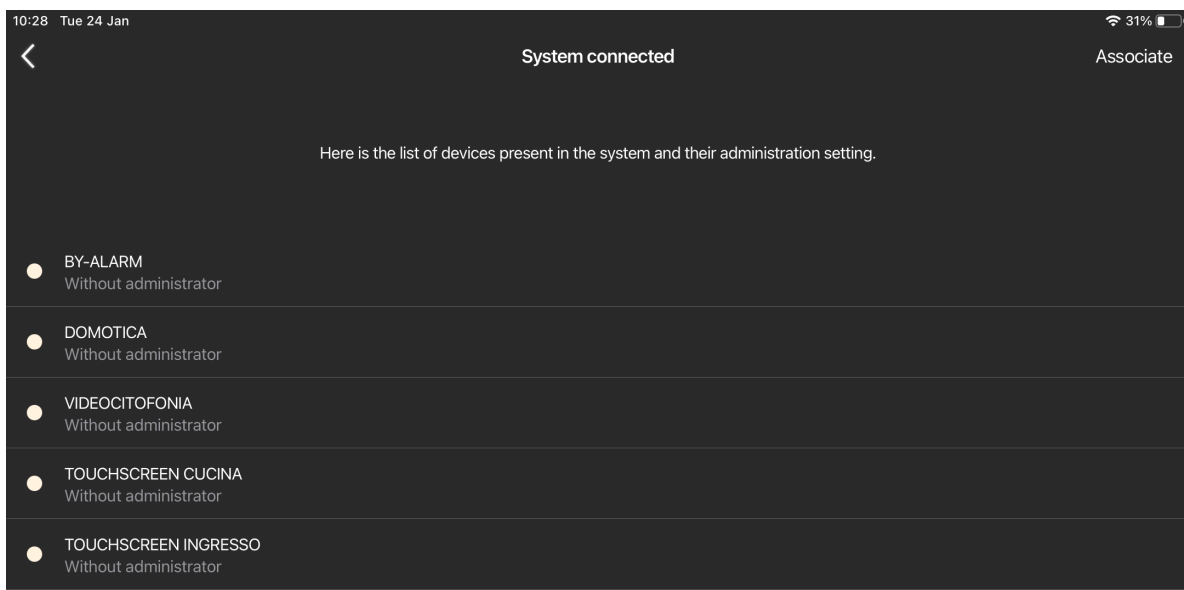 10:28 Tue 24 Jan 31%
System connected Associate
Here is the list of devices present in the system and their administration setting.
BY-ALARM
Without administrator
DOMOTICA
Without administrator
VIDEOCITOFONIA
Without administrator
TOUCHSCREEN CUCINA
Without administrator
TOUCHSCREEN INGRESSO
Without administrator